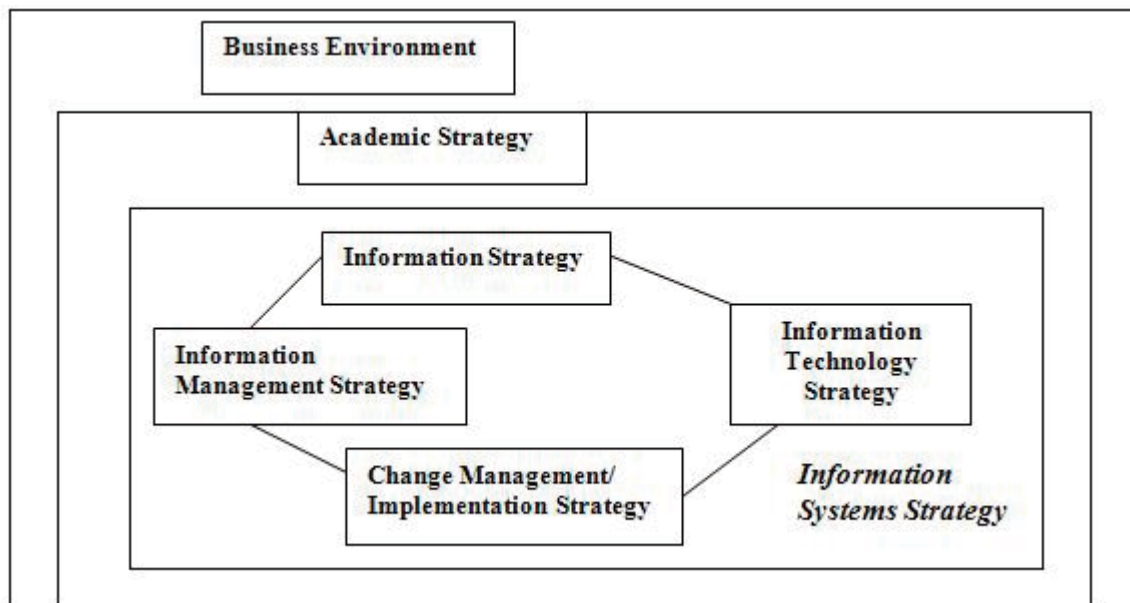 Business Environment
Academic Strategy
Information Strategy
Information
Management Strategy
Information
Technology
Strategy
Change Management/
Implementation Strategy
Information
Systems Strategy